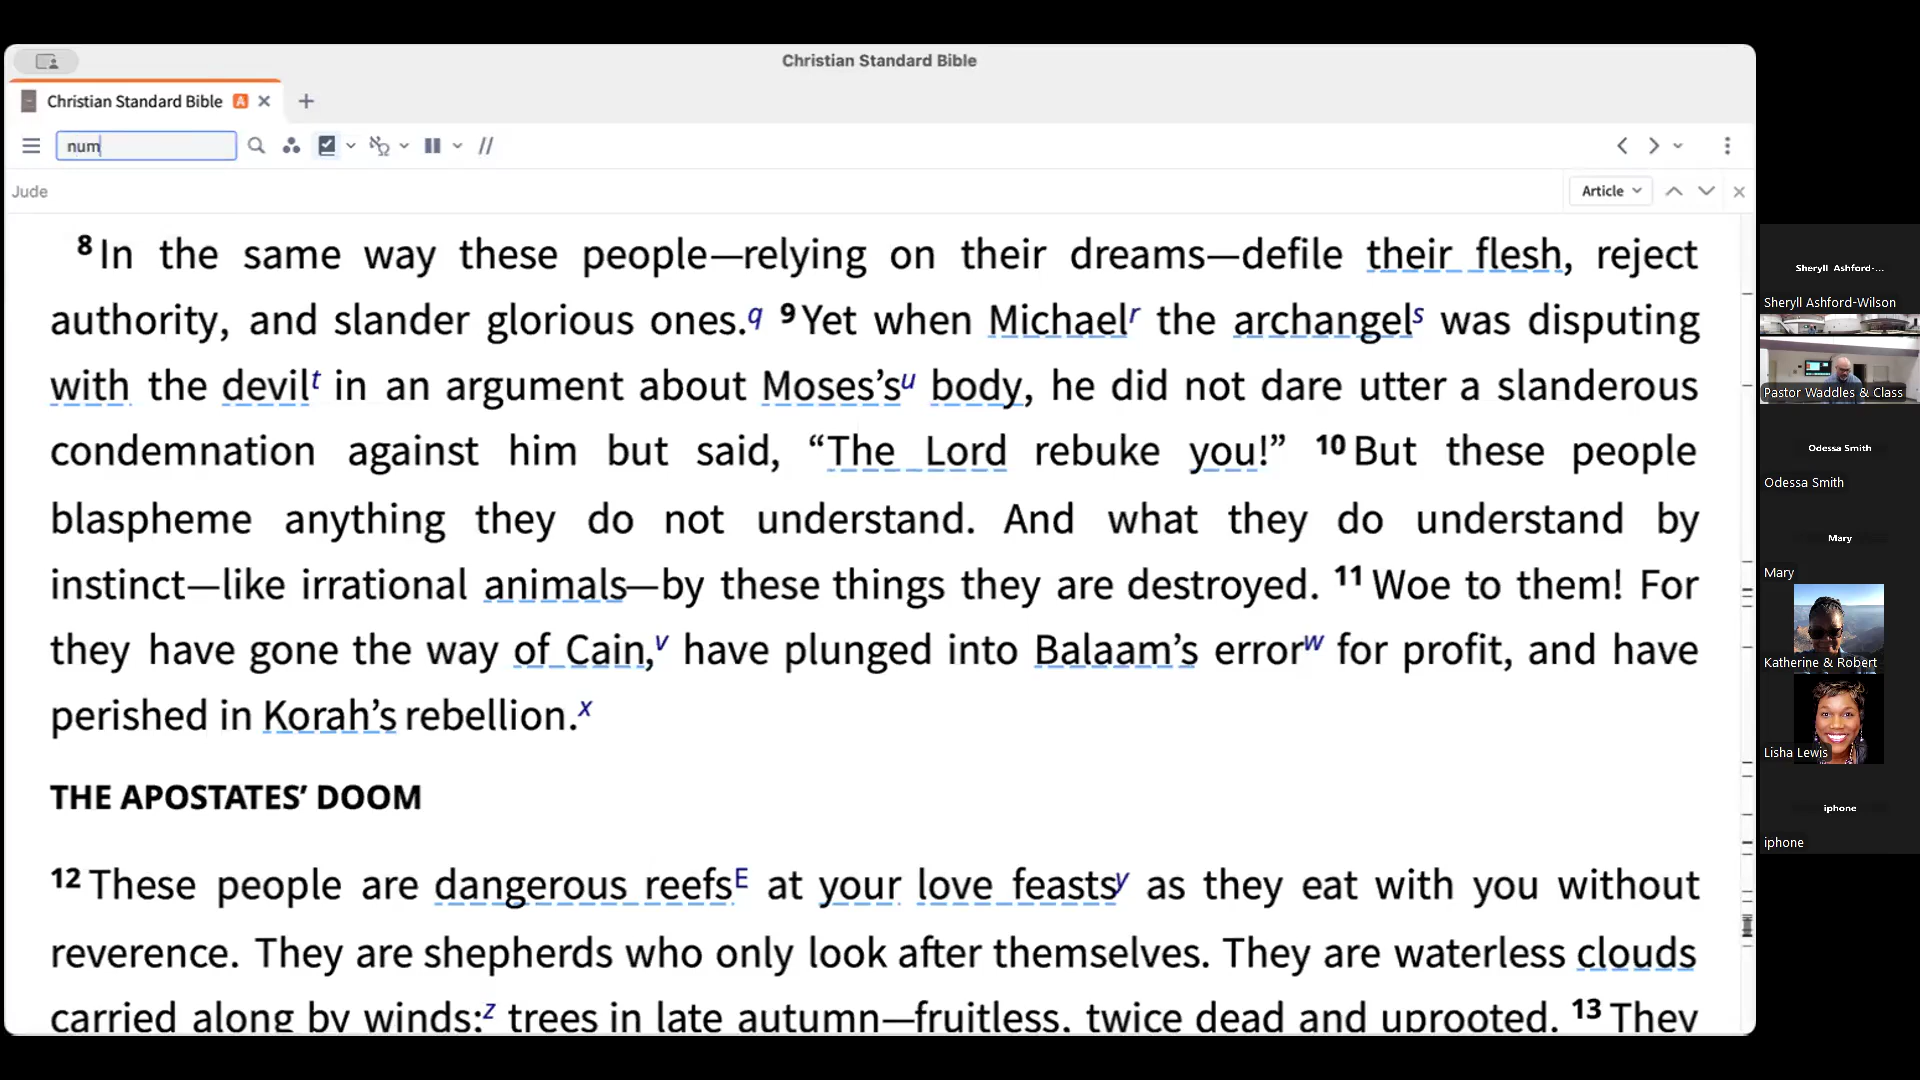 Christian Standard Bible
Christian Standard Bible A
num
Jude
Article
8 In the same way these people—relying on their dreams—defile their flesh, reject
authority, and slander glorious ones.q 9 Yet when Michaelr the archangels was disputing
with the devilt in an argument about Moses’su body, he did not dare utter a slanderous
condemnation against him but said, “The Lord rebuke you!” 10 But these people
blaspheme anything they do not understand. And what they do understand by
instinct—like irrational animals—by these things they are destroyed. 11 Woe to them! For
they have gone the way of Cain,v have plunged into Balaam’s errorw for profit, and have
perished in Korah’s rebellion.x
THE APOSTATES’ DOOM
12 These people are dangerous reefsE at your love feastsy as they eat with you without
reverence. They are shepherds who only look after themselves. They are waterless clouds
carried along by winds;z trees in late autumn—fruitless, twice dead and uprooted. 13 They
Sheryll Ashford-...
Sheryll Ashford-Wilson
Pastor Waddles & Class
Odessa Smith
Odessa Smith
Mary
Mary
Katherine & Robert
Lisha Lewis
iphone
iphone